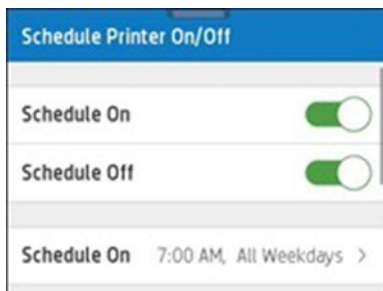 Schedule Printer On/Off
Schedule On
Schedule Off
Schedule On 7:00 AM, All Weekdays >